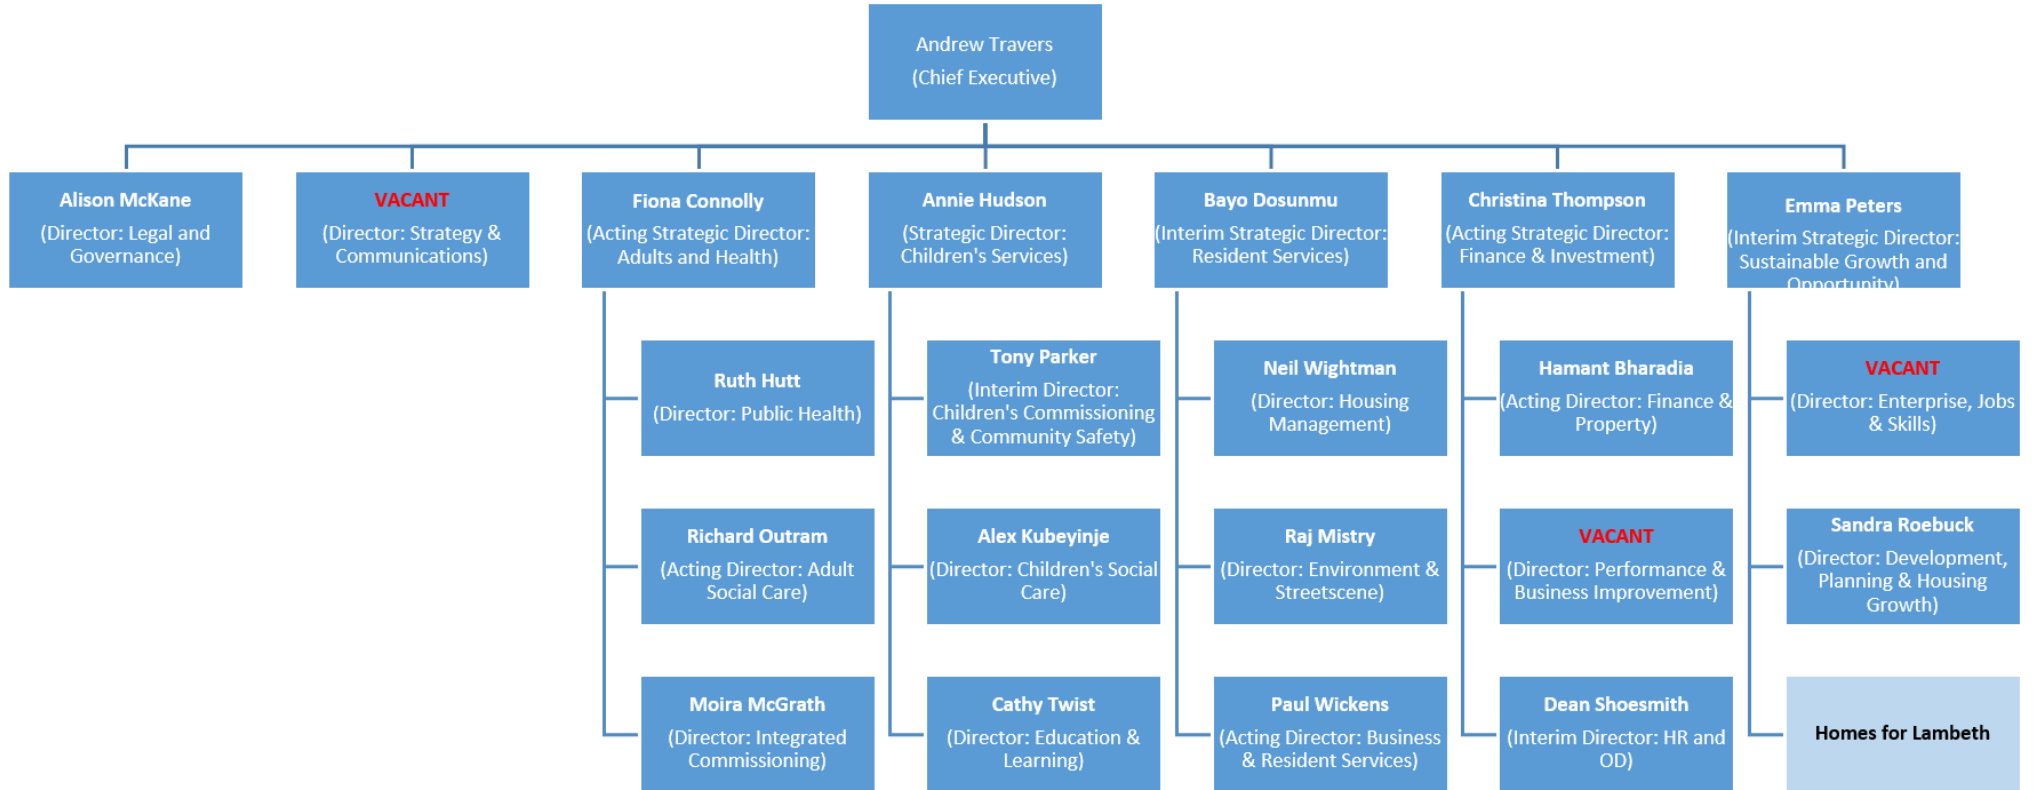 Andrew Travers
(Chief Executive)
Alison McKane
(Director: Legal and
Governance)
VACANT
(Director: Strategy &
Communications)
Fiona Connolly
(Acting Strategic Director:
Adults and Health)
Annie Hudson
(Strategic Director:
Children's Services)
Bayo Dosunmu
(Interim Strategic Director:
Resident Services)
Christina Thompson
(Acting Strategic Director:
Finance & Investment)
Emma Peters
(Interim Strategic Director:
Sustainable Growth and
Opportunity)
Ruth Hutt
(Director: Public Health)
Tony Parker
(Interim Director:
Children's Commissioning
& Community Safety)
Neil Wightman
(Director: Housing
Management)
Hamant Bharadia
(Acting Director: Finance &
Property)
VACANT
(Director: Enterprise, Jobs
& Skills)
Richard Outram
(Acting Director: Adult
Social Care)
Alex Kubeyinje
(Director: Children's Social
Care)
Raj Mistry
(Director: Environment &
Streetscene)
VACANT
(Director: Performance &
Business Improvement)
Sandra Roebuck
(Director: Development,
Planning & Housing
Growth)
Moira McGrath
(Director: Integrated
Commissioning)
Cathy Twist
(Director: Education &
Learning)
Paul Wickens
(Acting Director: Business
& Resident Services)
Dean Shoesmith
(Interim Director: HR and
OD)
Homes for Lambeth